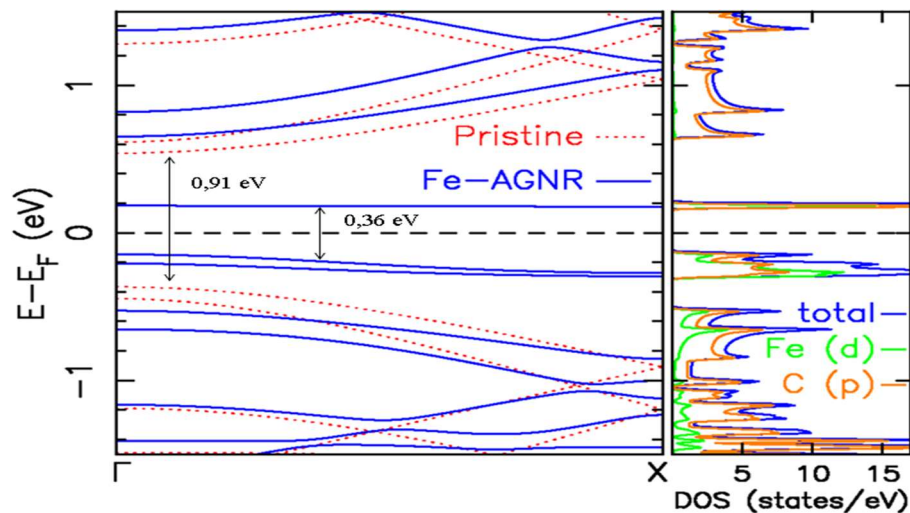 1
0
−1
E−E_F (eV)
Pristine
Fe−AGNR
0,91 eV
0,36 eV
Γ
X
total
Fe (d)
C (p)
5
10
15
DOS (states/eV)